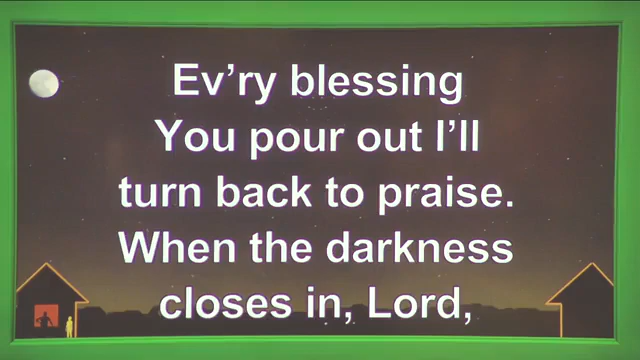 Ev’ry blessing
You pour out I’ll
turn back to praise.
When the darkness
closes in, Lord,